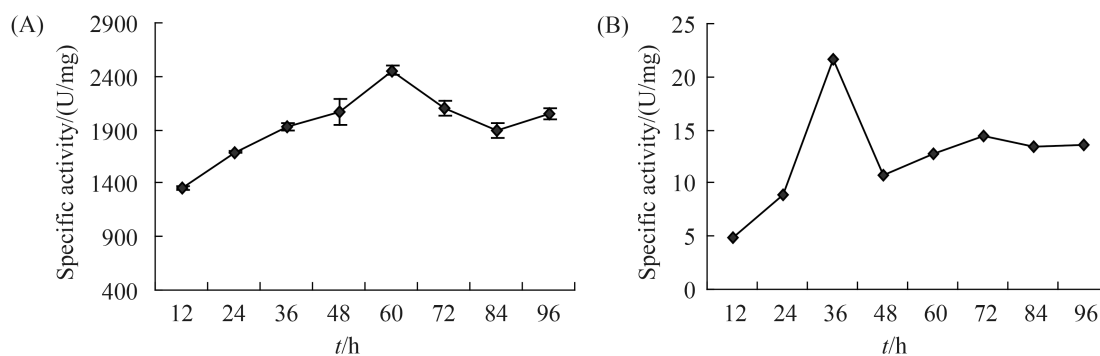 (A)
Specific activity/(U/mg)
2900
2400
1900
1400
900
400
12 24 36 48 60 72 84 96
t/h
(B)
Specific activity/(U/mg)
25
20
15
10
5
0
12 24 36 48 60 72 84 96
t/h